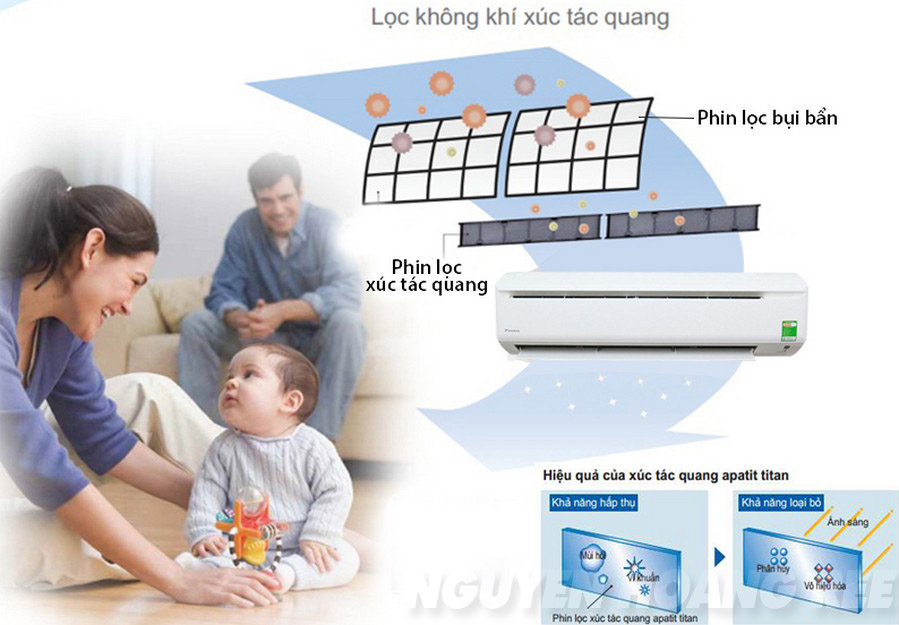 Lọc không khí xúc tác quang
Phin lọc bụi bẩn
Phin lọc
xúc tác quang
Hiệu quả của xúc tác quang apatit titan
Khả năng hấp thụ
Khả năng loại bỏ
Ánh sáng
Mùi hôi
Vi khuẩn
Phân hủy
Vô hiệu hóa
Phin lọc xúc tác quang apatit titan
NGUYEN HOANG